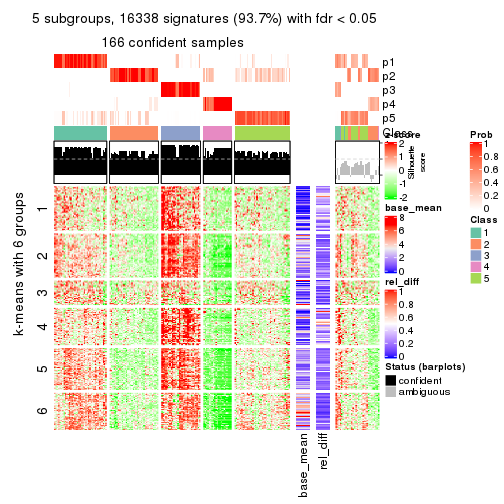 5 subgroups, 16338 signatures (93.7%) with fdr < 0.05
166 confident samples
p1
p2
p3
p4
p5
Class
Silhouette
score
k-means with 6 groups
1
2
3
4
5
6
base_mean
rel_diff
z-score
2
1
0
-1
-2
base_mean
8
6
4
2
0
rel_diff
1
0.8
0.6
0.4
0.2
0
Status (barplots)
confident
ambiguous
Prob
1
0.8
0.6
0.4
0.2
0
Class
1
2
3
4
5